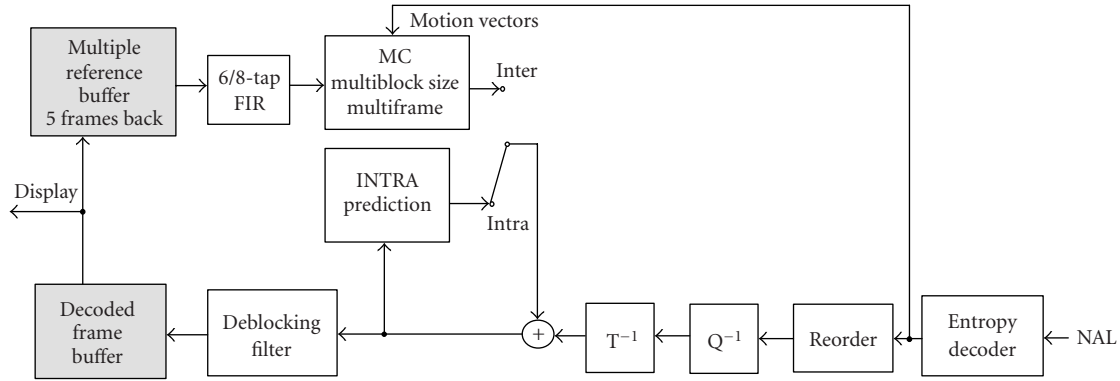 Motion vectors
Multiple
reference
buffer
5 frames back
6/8-tap
FIR
MC
multiblock size
multiframe
Inter
INTRA
prediction
Intra
Display
Decoded
frame
buffer
Deblocking
filter
+
T⁻¹
Q⁻¹
Reorder
Entropy
decoder
NAL